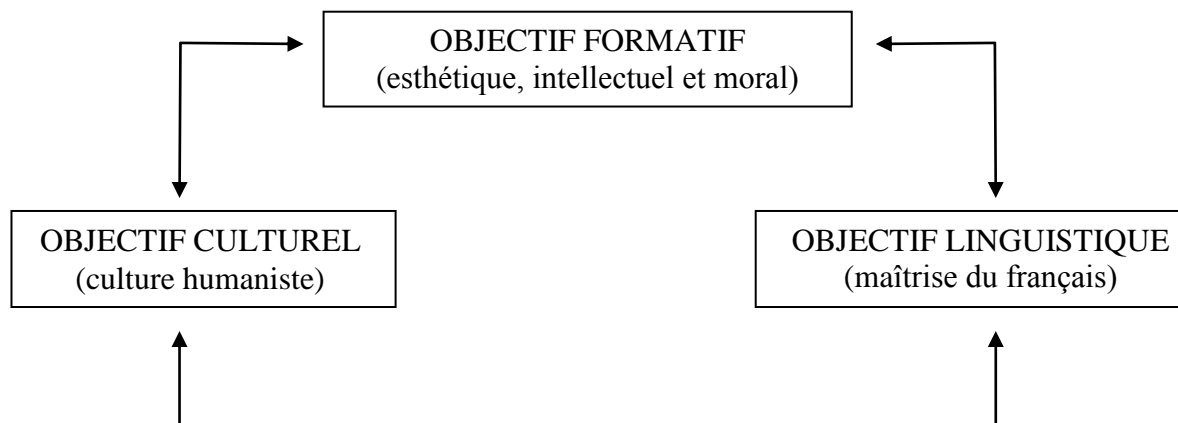 OBJECTIF FORMATIF
(esthétique, intellectuel et moral)
OBJECTIF CULTUREL
(culture humaniste)
OBJECTIF LINGUISTIQUE
(maîtrise du français)